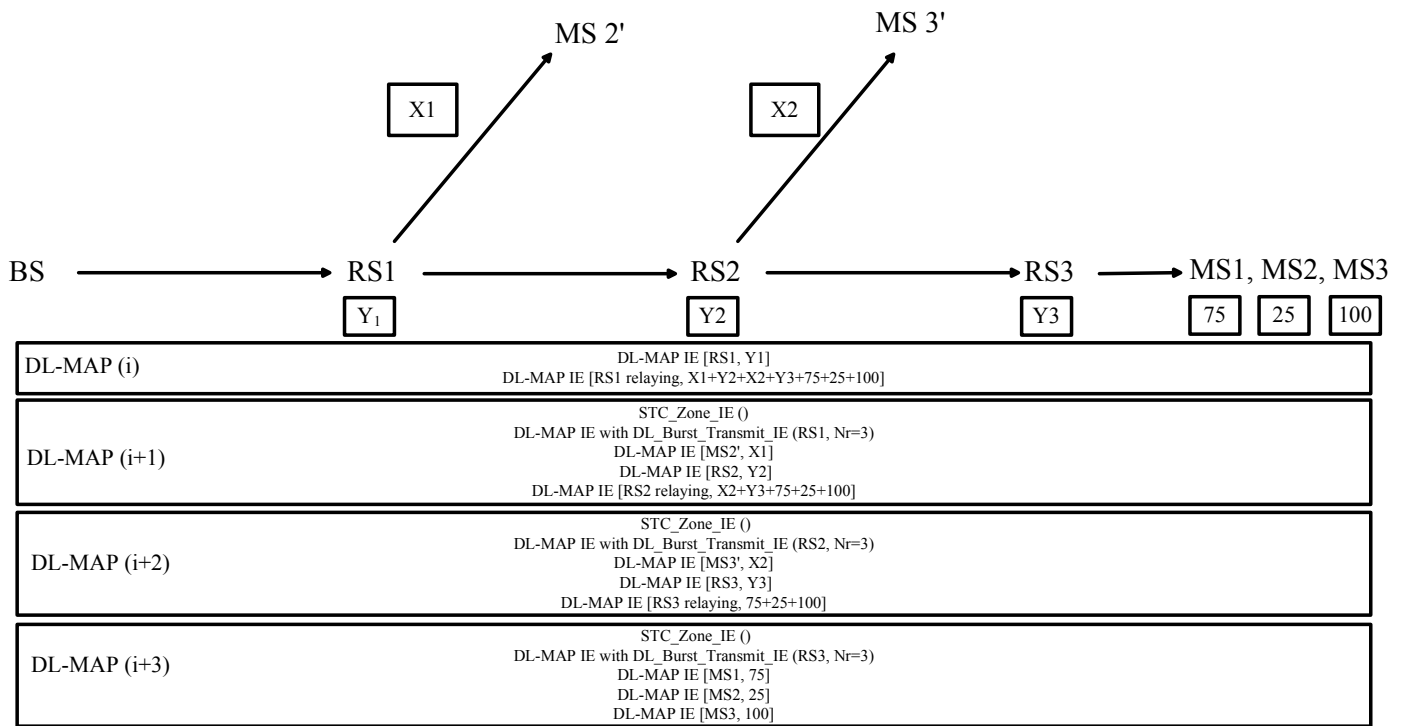 MS 2'
MS 3'
X1
X2
BS
RS1
RS2
RS3
MS1, MS2, MS3
Y₁
Y2
Y3
75
25
100
DL-MAP (i)
DL-MAP IE [RS1, Y1]
DL-MAP IE [RS1 relaying, X1+Y2+X2+Y3+75+25+100]
DL-MAP (i+1)
STC_Zone_IE ()
DL-MAP IE with DL_Burst_Transmit_IE (RS1, Nr=3)
DL-MAP IE [MS2', X1]
DL-MAP IE [RS2, Y2]
DL-MAP IE [RS2 relaying, X2+Y3+75+25+100]
DL-MAP (i+2)
STC_Zone_IE ()
DL-MAP IE with DL_Burst_Transmit_IE (RS2, Nr=3)
DL-MAP IE [MS3', X2]
DL-MAP IE [RS3, Y3]
DL-MAP IE [RS3 relaying, 75+25+100]
DL-MAP (i+3)
STC_Zone_IE ()
DL-MAP IE with DL_Burst_Transmit_IE (RS3, Nr=3)
DL-MAP IE [MS1, 75]
DL-MAP IE [MS2, 25]
DL-MAP IE [MS3, 100]